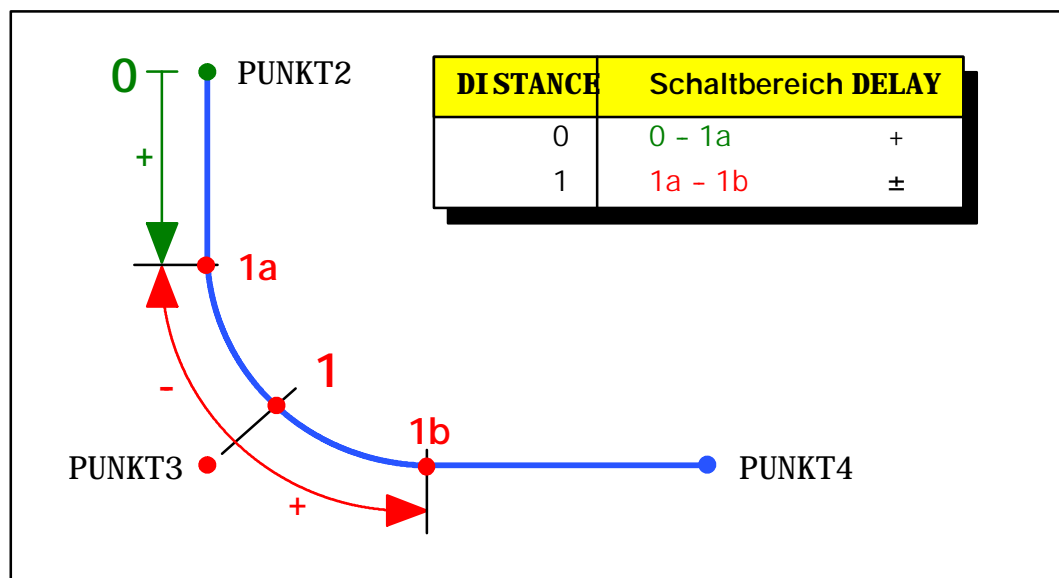 0
PUNKT2
DISTANCE Schaltbereich DELAY
0 0 – 1a +
1 1a – 1b ±
+
1a
-
1
1b
PUNKT3
PUNKT4
+